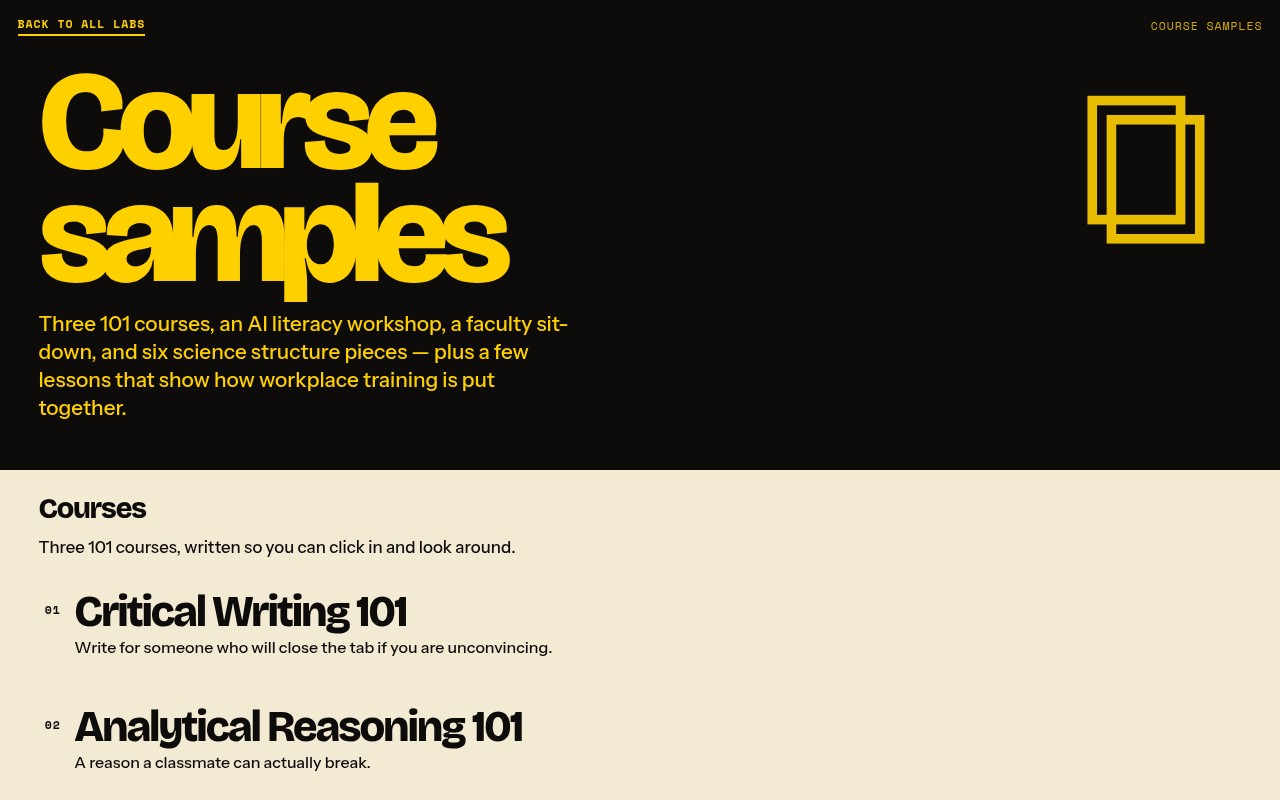 BACK TO ALL LABS
COURSE SAMPLES
Course
samples
Three 101 courses, an AI literacy workshop, a faculty sit-
down, and six science structure pieces — plus a few
lessons that show how workplace training is put
together.
Courses
Three 101 courses, written so you can click in and look around.
01
Critical Writing 101
Write for someone who will close the tab if you are unconvincing.
02
Analytical Reasoning 101
A reason a classmate can actually break.